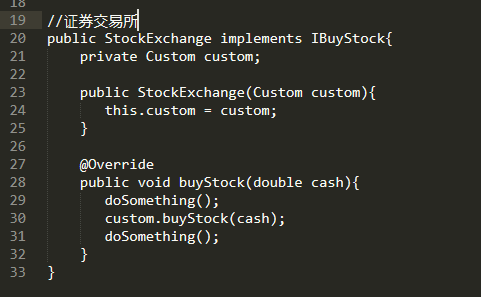 18
19 //证券交易所
20 public StockExchange implements IBuyStock{
21     private Custom custom;
22
23     public StockExchange(Custom custom){
24        this.custom = custom;
25     }
26
27     @Override
28     public void buyStock(double cash){
29        doSomething();
30        custom.buyStock(cash);
31        doSomething();
32     }
33 }